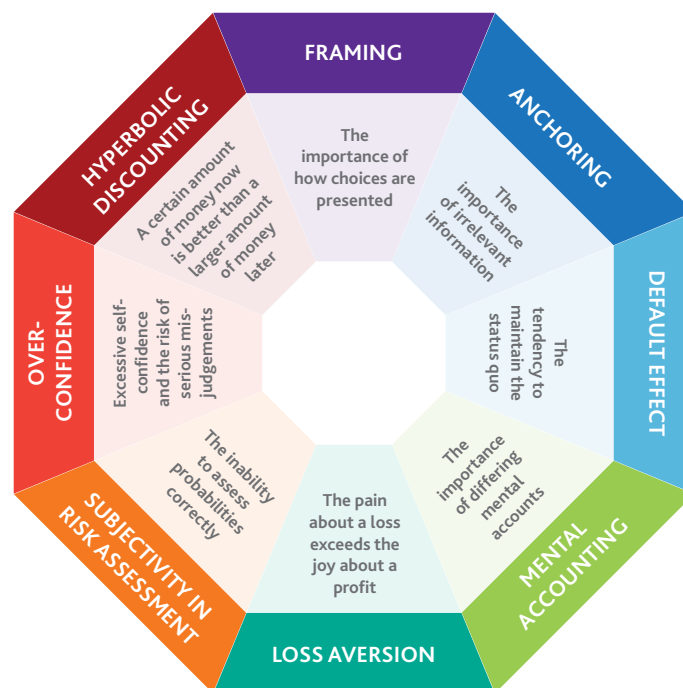 FRAMING
The
importance of
how choices are
presented
ANCHORING
The
importance
of irrelevant
information
DEFAULT EFFECT
The
tendency to
maintain the
status quo
MENTAL
ACCOUNTING
The
importance
of differing
mental
accounts
LOSS AVERSION
The pain
about a loss
exceeds the
joy about a
profit
SUBJECTIVITY IN
RISK ASSESSMENT
The inability
to assess
probabilities
correctly
OVER-
CONFIDENCE
Excessive self-
confidence
and the risk of
serious mis-
judgements
HYPERBOLIC
DISCOUNTING
A certain amount
of money now
is better than a
larger amount
of money
later